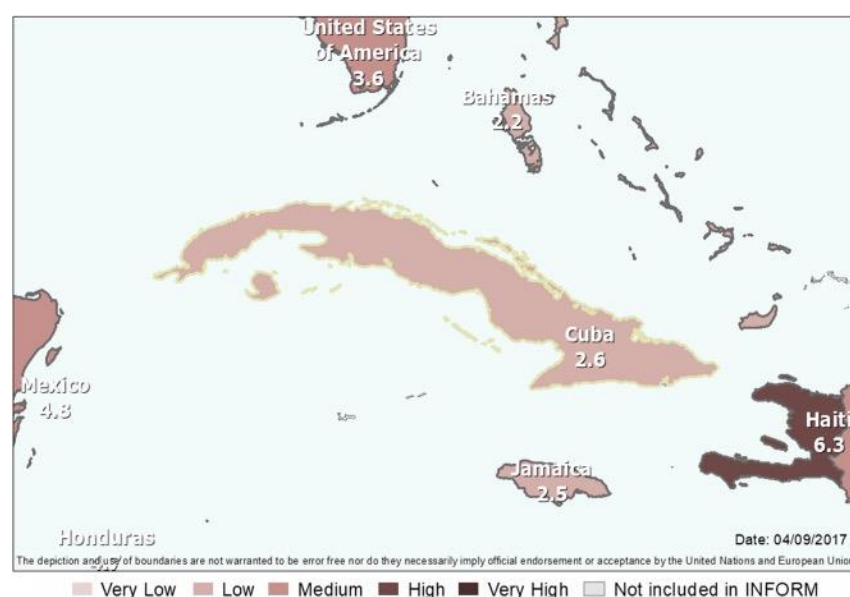 United States
of America
3.6
Bahamas
2.2
Cuba
2.6
Mexico
4.8
Haiti
6.3
Jamaica
2.5
Honduras
Date: 04/09/2017
The depiction and use of boundaries are not warranted to be error free nor do they necessarily imply official endorsement or acceptance by the United Nations and European Union
Very Low Low Medium High Very High Not included in INFORM